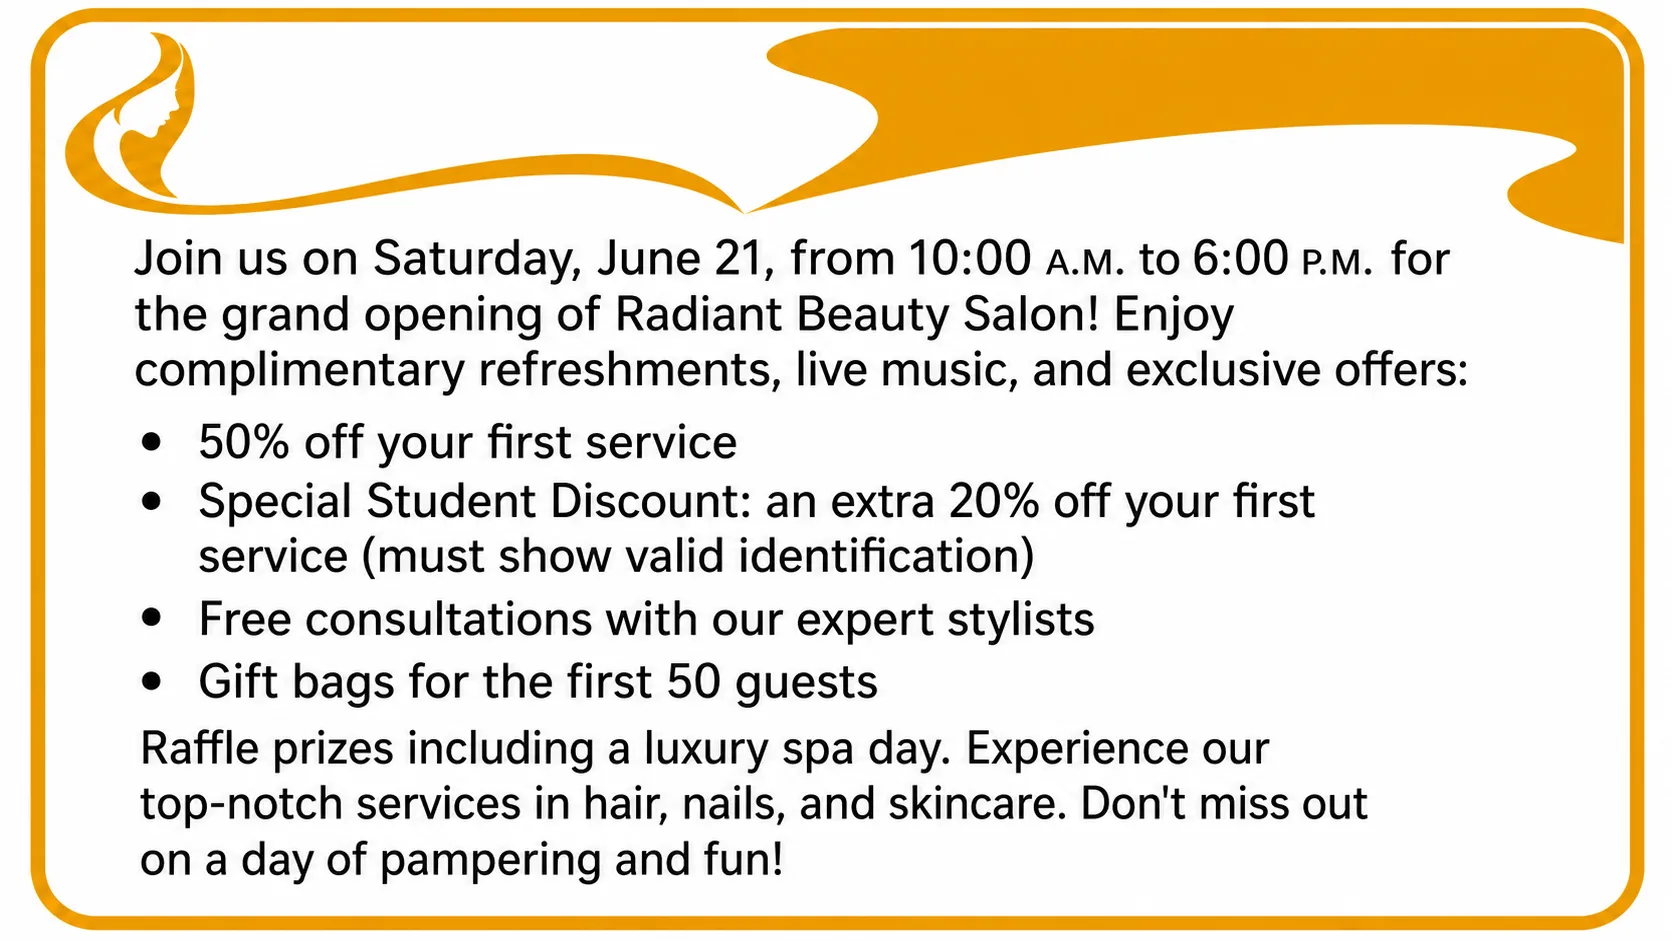 Join us on Saturday, June 21, from 10:00 A.M. to 6:00 P.M. for
the grand opening of Radiant Beauty Salon! Enjoy
complimentary refreshments, live music, and exclusive offers:
• 50% off your first service
• Special Student Discount: an extra 20% off your first
service (must show valid identification)
• Free consultations with our expert stylists
• Gift bags for the first 50 guests
Raffle prizes including a luxury spa day. Experience our
top-notch services in hair, nails, and skincare. Don't miss out
on a day of pampering and fun!